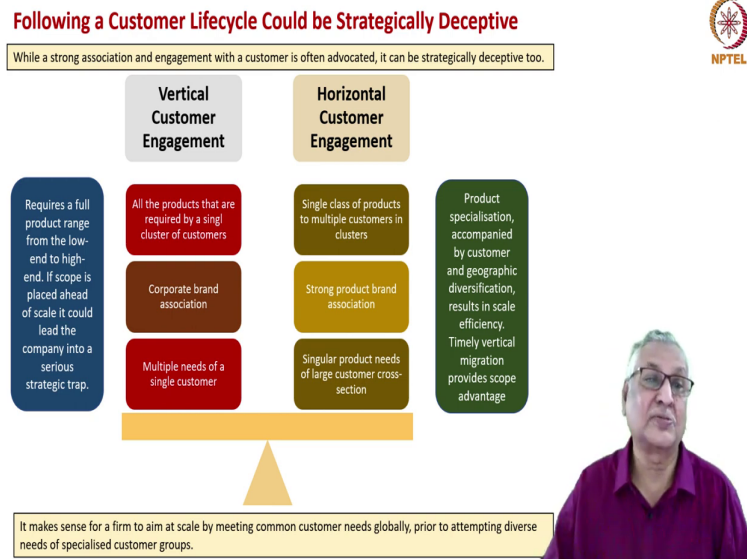 Following a Customer Lifecycle Could be Strategically Deceptive
NPTEL
While a strong association and engagement with a customer is often advocated, it can be strategically deceptive too.
Vertical
Customer
Engagement
Horizontal
Customer
Engagement
Requires a full
product range
from the low-
end to high-
end. If scope is
placed ahead
of scale it could
lead the
company into a
serious
strategic trap.
All the products that are
required by a singl
cluster of customers
Corporate brand
association
Multiple needs of a
single customer
Single class of products
to multiple customers in
clusters
Strong product brand
association
Singular product needs
of large customer cross-
section
Product
specialisation,
accompanied
by customer
and geographic
diversification,
results in scale
efficiency.
Timely vertical
migration
provides scope
advantage
It makes sense for a firm to aim at scale by meeting common customer needs globally, prior to attempting diverse
needs of specialised customer groups.